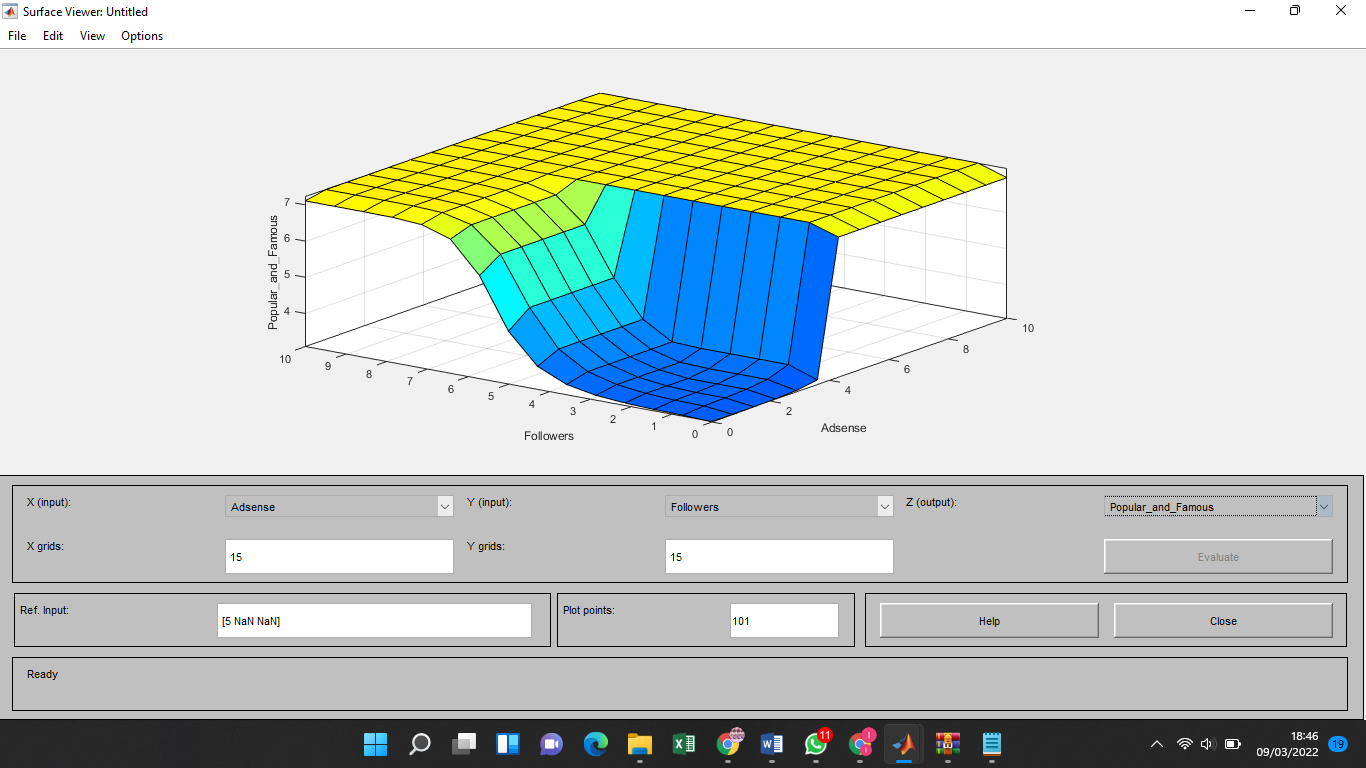 Surface Viewer: Untitled
File Edit View Options
Popular_and_Famous
7
6
5
4
10
9
8
7
6
5
4
3
2
1
0
Followers
0
2
4
6
8
10
Adsense
X (input): Adsense Y (input): Followers Z (output): Popular_and_Famous
X grids: 15 Y grids: 15 Evaluate
Ref. Input: [5 NaN NaN] Plot points: 101 Help Close
Ready
11
18:46
09/03/2022
19